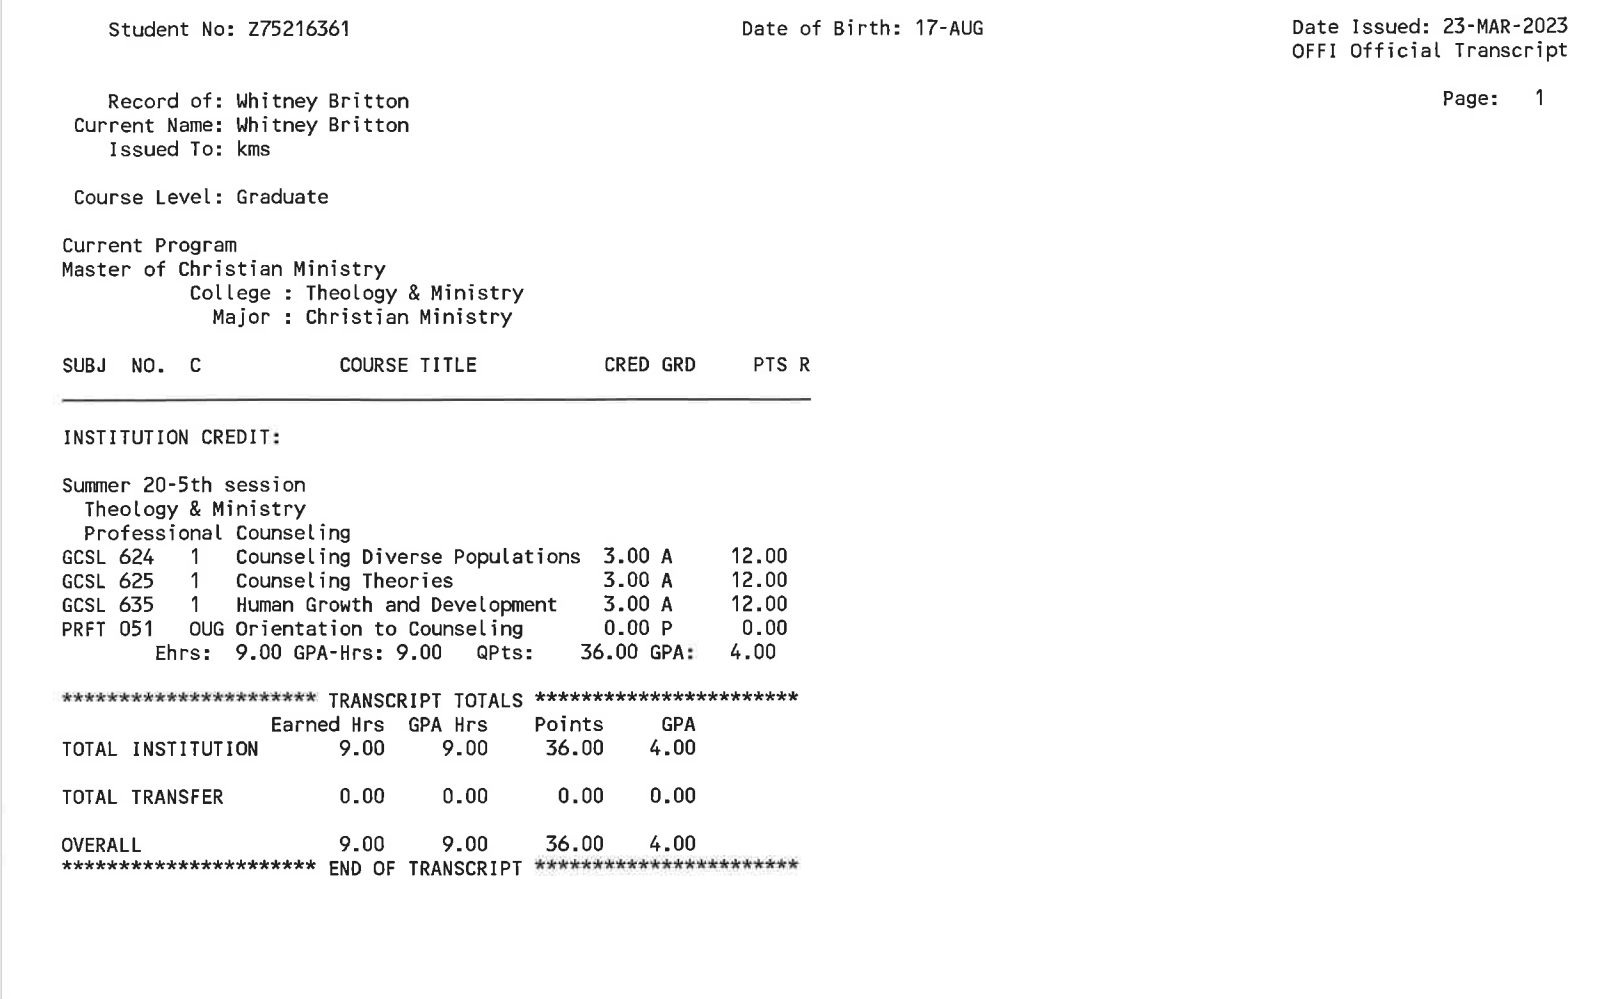 Student No: Z75216361 Date of Birth: 17-AUG Date Issued: 23-MAR-2023
OFFI Official Transcript
Record of: Whitney Britton Page: 1
Current Name: Whitney Britton
Issued To: kms
Course Level: Graduate
Current Program
Master of Christian Ministry
College : Theology & Ministry
Major : Christian Ministry
SUBJ NO. C COURSE TITLE CRED GRD PTS R
INSTITUTION CREDIT:
Summer 20-5th session
Theology & Ministry
Professional Counseling
GCSL 624 1 Counseling Diverse Populations 3.00 A 12.00
GCSL 625 1 Counseling Theories 3.00 A 12.00
GCSL 635 1 Human Growth and Development 3.00 A 12.00
PRFT 051 OUG Orientation to Counseling 0.00 P 0.00
Ehrs: 9.00 GPA-Hrs: 9.00 QPts: 36.00 GPA: 4.00
********************** TRANSCRIPT TOTALS ***********************
Earned Hrs GPA Hrs Points GPA
TOTAL INSTITUTION 9.00 9.00 36.00 4.00
TOTAL TRANSFER 0.00 0.00 0.00 0.00
OVERALL 9.00 9.00 36.00 4.00
********************** END OF TRANSCRIPT ***********************